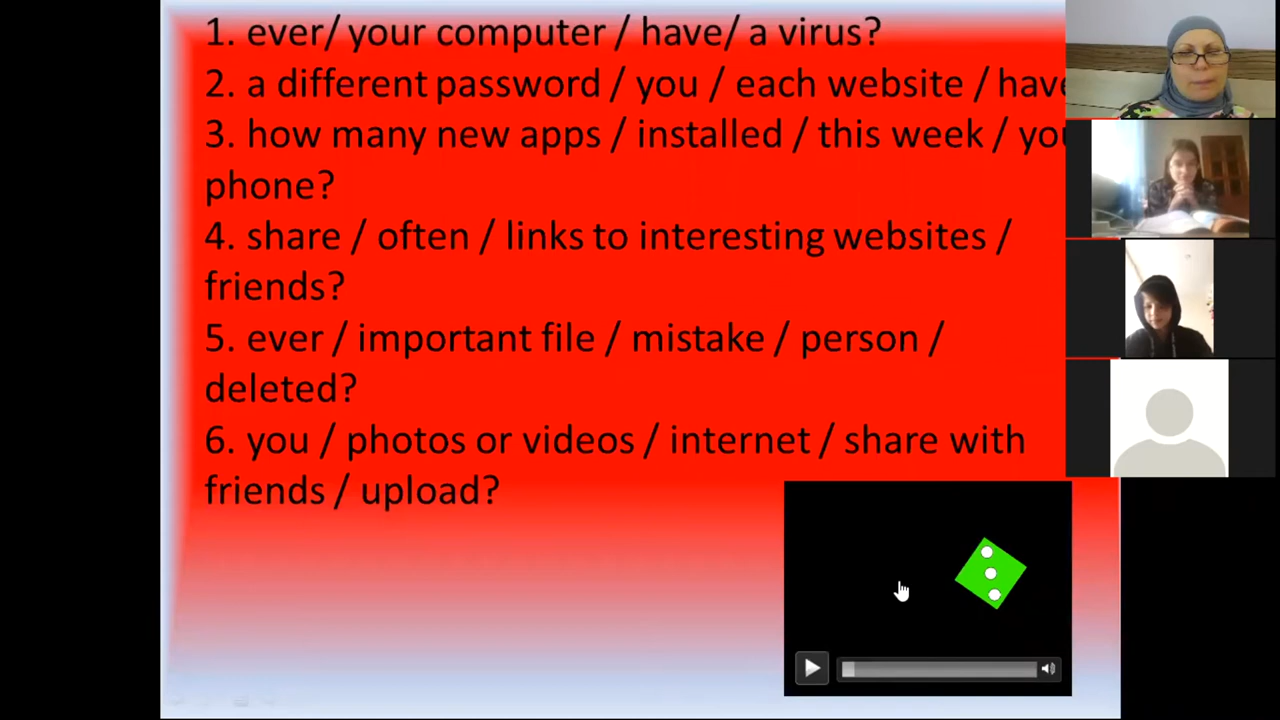 1. ever/ your computer / have/ a virus?
2. a different password / you / each website / have
3. how many new apps / installed / this week /
phone?
4. share / often / links to interesting websites /
friends?
5. ever / important file / mistake / person /
deleted?
6. you / photos or videos / internet / share with
friends / upload?